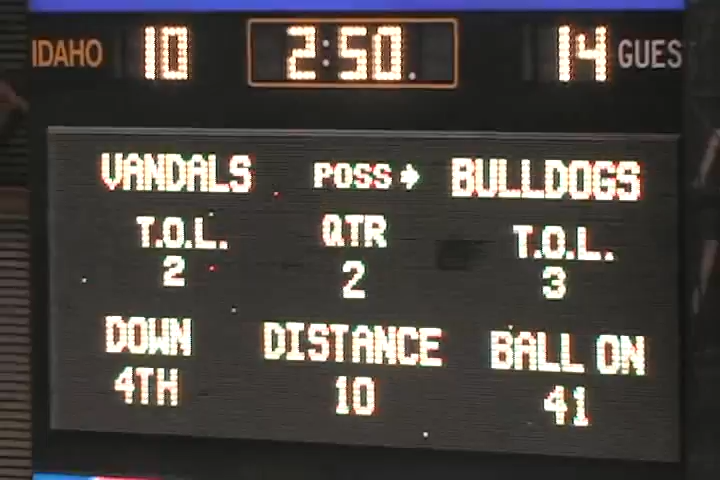 IDAHO 10 2:50. 14 GUES
VANDALS POSS→ BULLDOGS
T.O.L. QTR T.O.L.
2 2 3
DOWN DISTANCE BALL ON
4TH 10 41